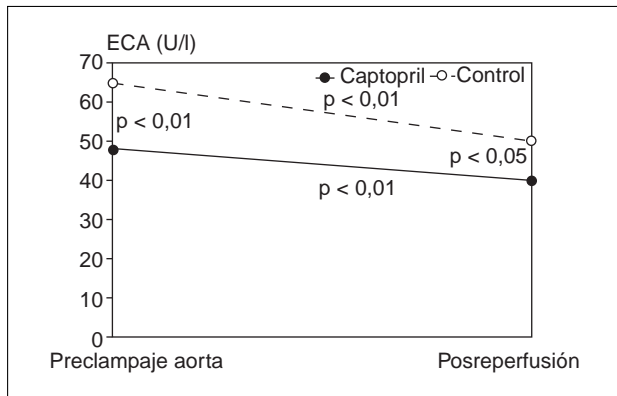 ECA (U/l)
70
Captopril Control
60
p < 0,01
p < 0,01
50
p < 0,05
40
p < 0,01
30
20
10
0
Preclampaje aorta Posreperfusión